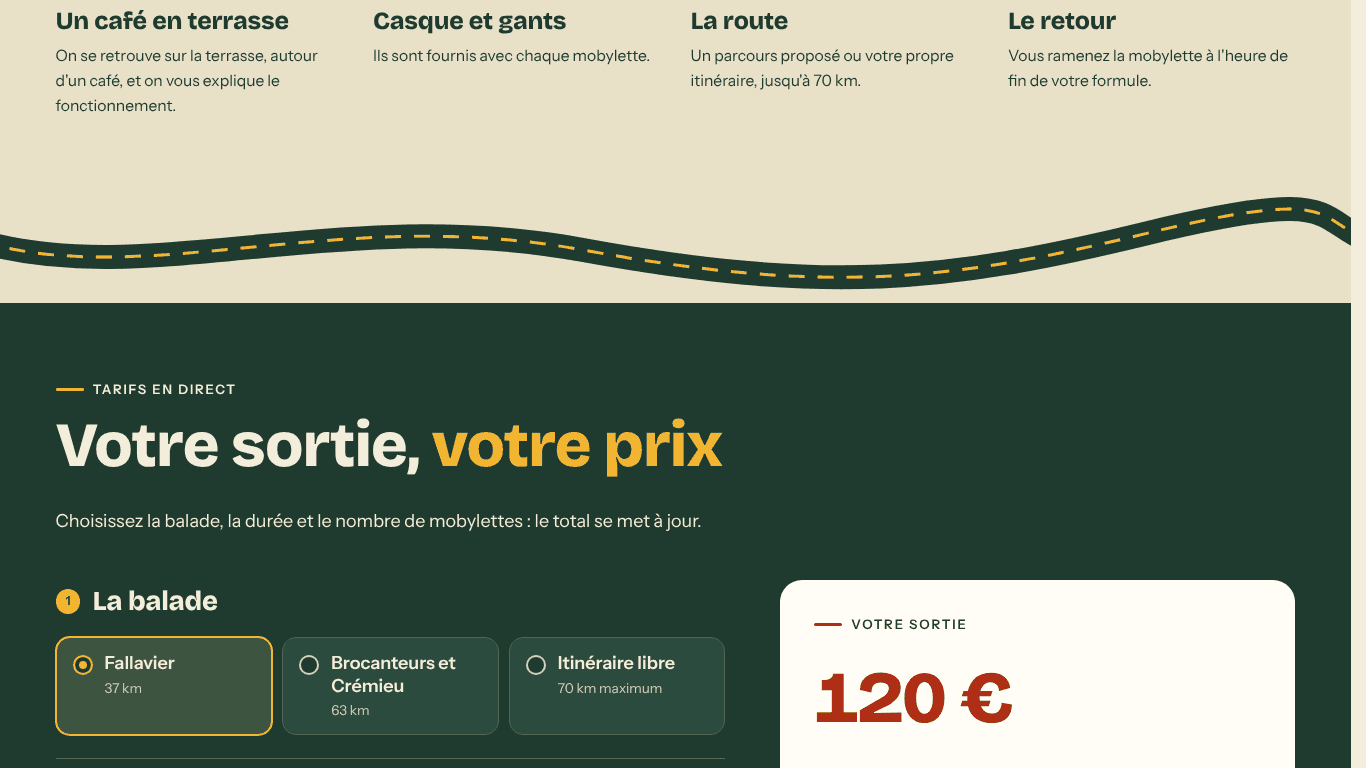 Un café en terrasse
On se retrouve sur la terrasse, autour
d'un café, et on vous explique le
fonctionnement.
Casque et gants
Ils sont fournis avec chaque mobylette.
La route
Un parcours proposé ou votre propre
itinéraire, jusqu'à 70 km.
Le retour
Vous ramenez la mobylette à l'heure de
fin de votre formule.
TARIFS EN DIRECT
Votre sortie, votre prix
Choisissez la balade, la durée et le nombre de mobylettes : le total se met à jour.
1 La balade
Fallavier
37 km
Brocanteurs et
Crémieu
63 km
Itinéraire libre
70 km maximum
VOTRE SORTIE
120 €